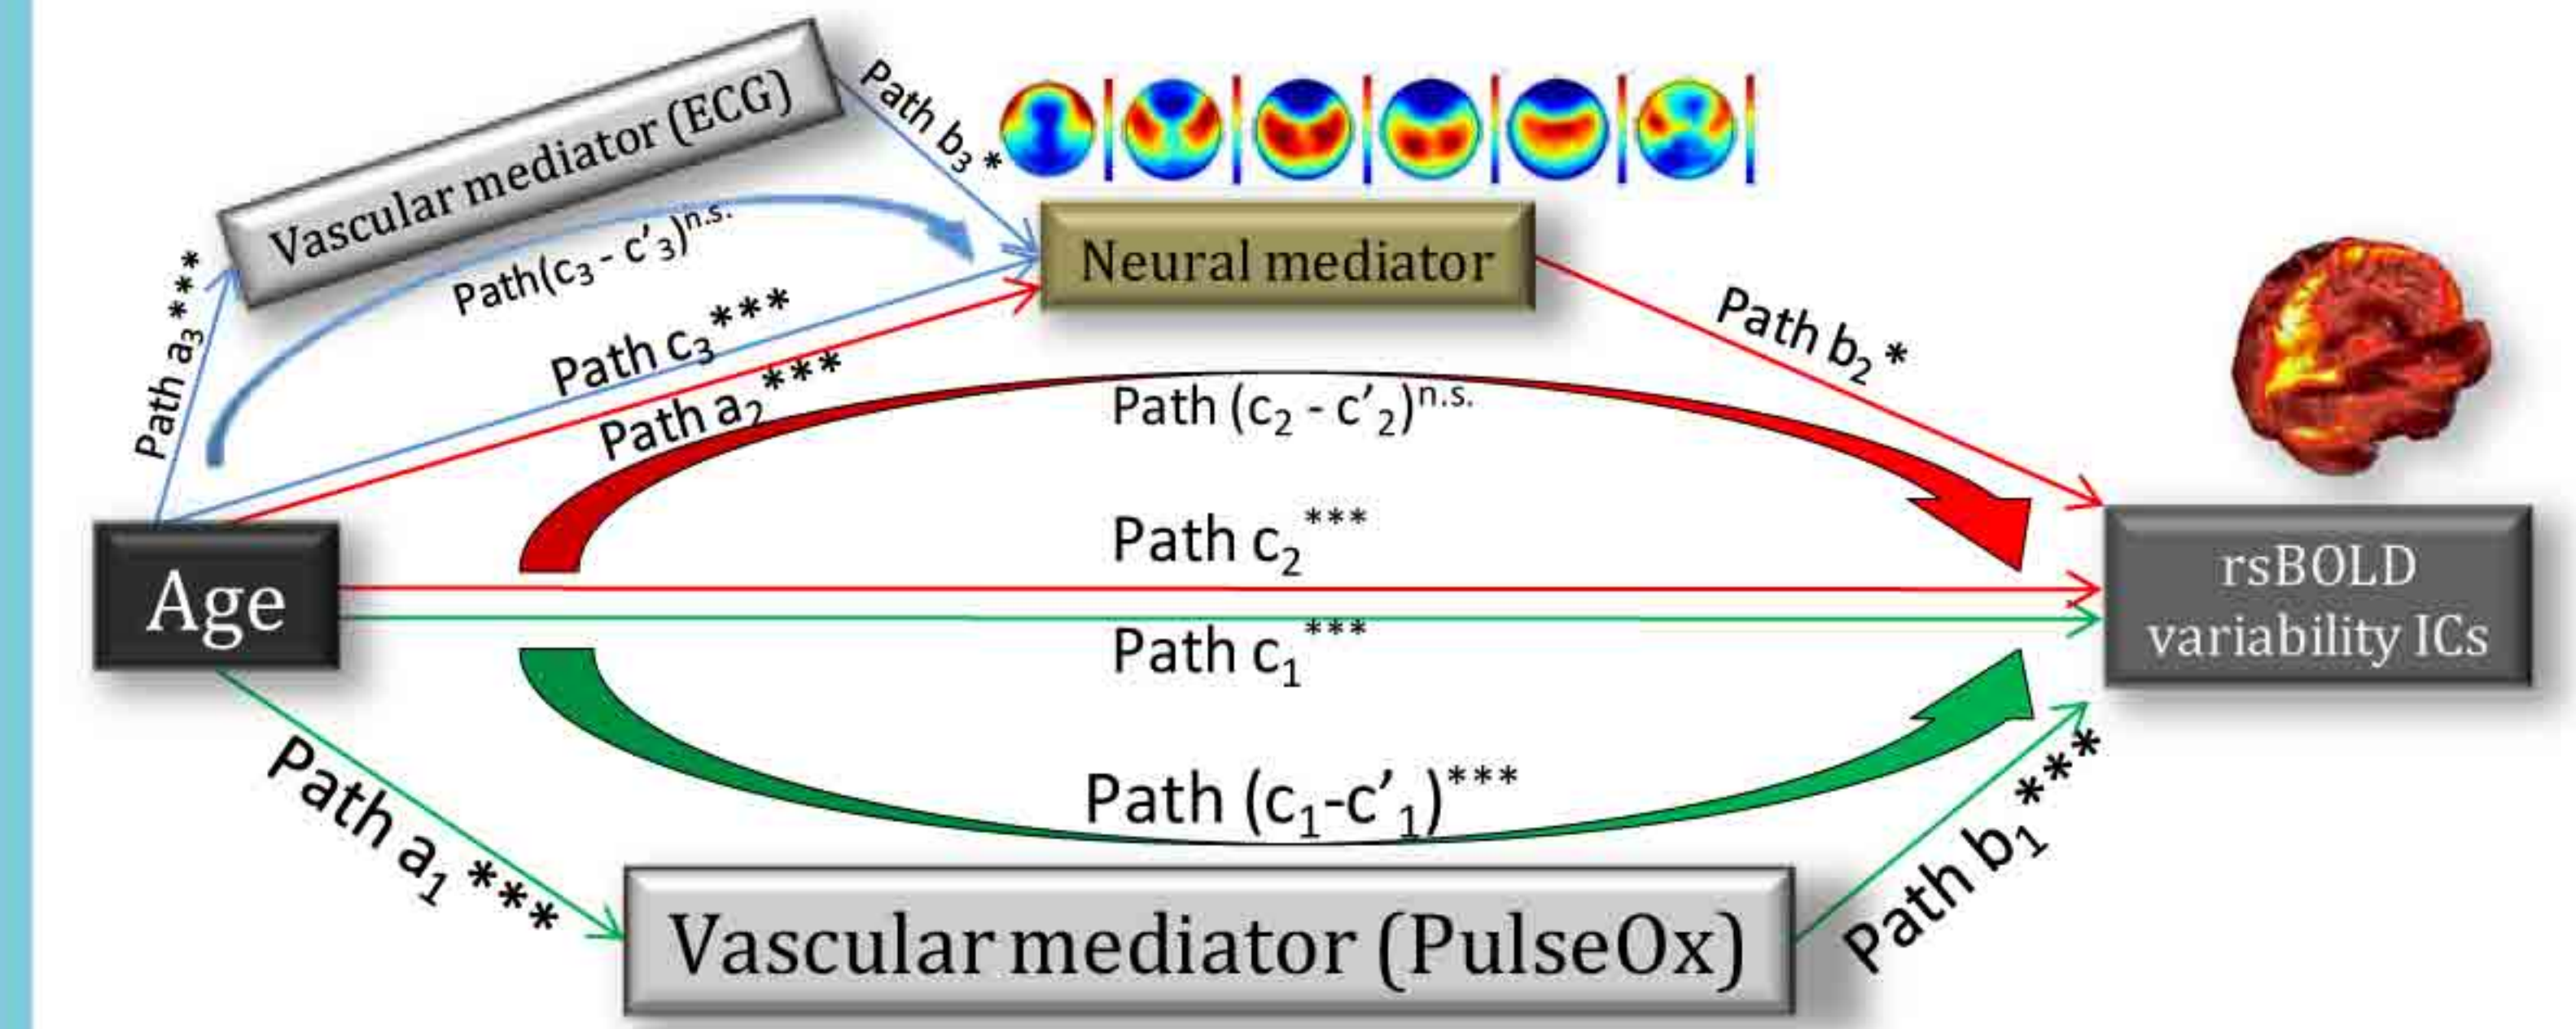 Vascular mediator (ECG)
Path b₃ *
Path a₃ ***
Path(c₃ - c′₃)ⁿ·ˢ·
Neural mediator
Path c₃ ***
Path a₂ ***
Path b₂ *
Path (c₂ - c′₂)ⁿ·ˢ·
Path c₂ ***
Age
rsBOLD
variability ICs
Path c₁ ***
Path (c₁-c′₁)***
Path a₁ ***
Path b₁ ***
Vascular mediator (PulseOx)